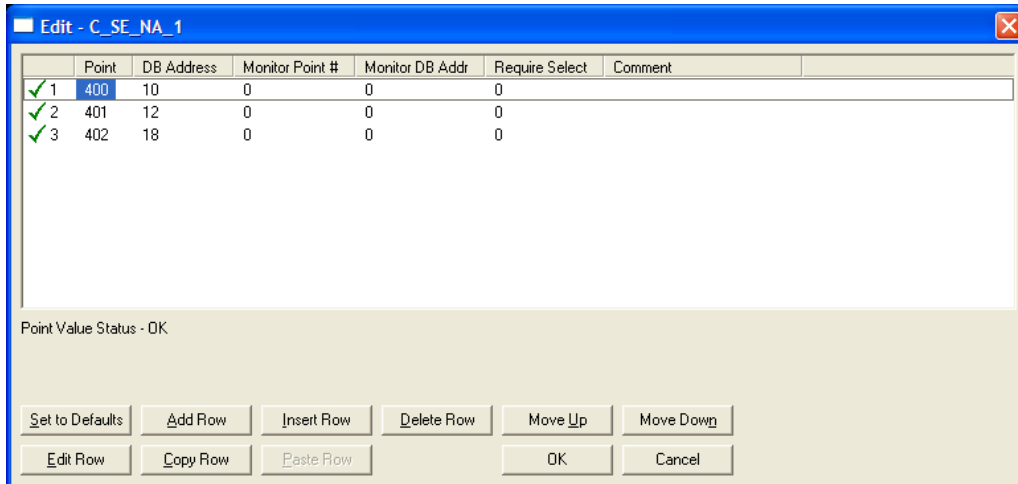 Edit - C_SE_NA_1
Point DB Address Monitor Point # Monitor DB Addr Require Select Comment
1 400 10 0 0 0
2 401 12 0 0 0
3 402 18 0 0 0
Point Value Status - OK
Set to Defaults Add Row Insert Row Delete Row Move Up Move Down
Edit Row Copy Row Paste Row OK Cancel